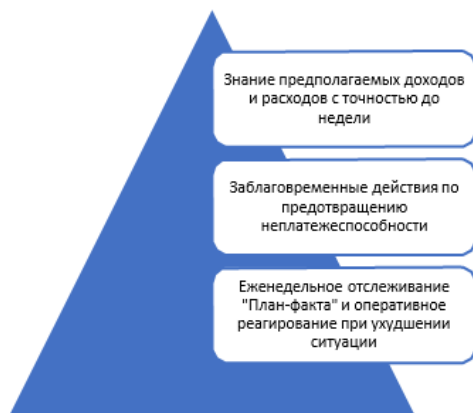 Знание предполагаемых доходов
и расходов с точностью до
недели
Заблаговременные действия по
предотвращению
неплатежеспособности
Еженедельное отслеживание
"План-факта" и оперативное
реагирование при ухудшении
ситуации